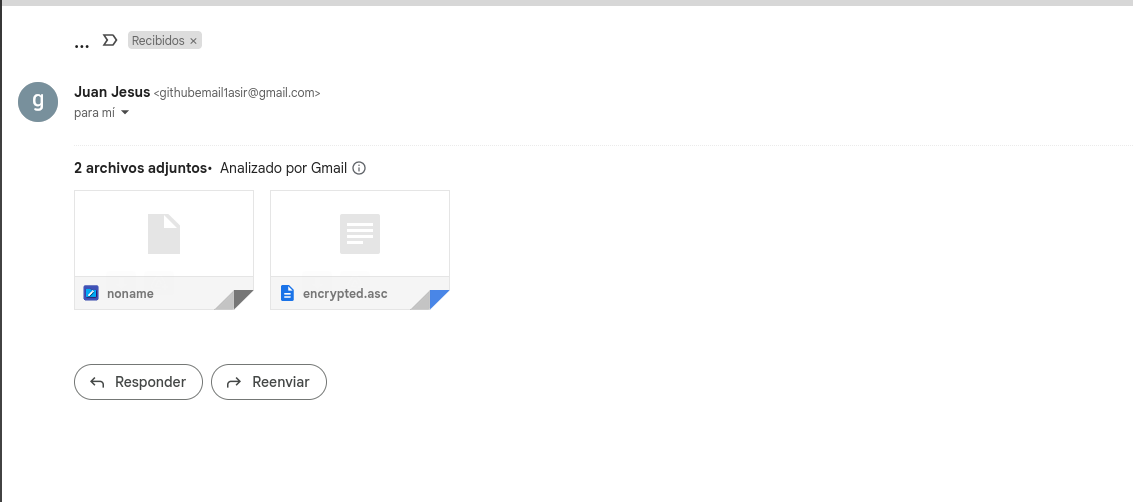 ... Recibidos ×
g
Juan Jesus <githubemail1asir@gmail.com>
para mí
2 archivos adjuntos• Analizado por Gmail
noname encrypted.asc
Responder Reenviar